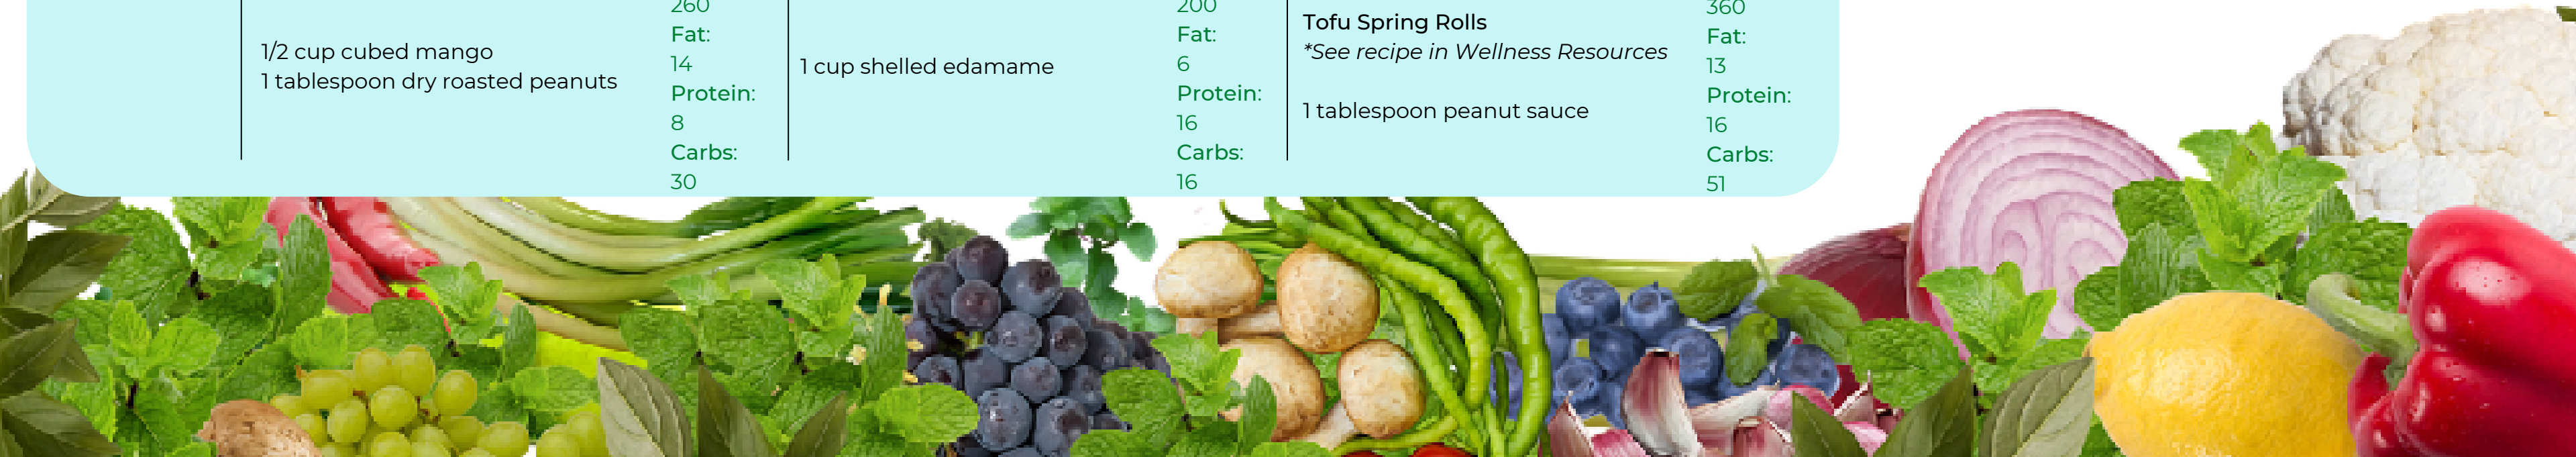 1/2 cup cubed mango
1 tablespoon dry roasted peanuts
260
Fat:
14
Protein:
8
Carbs:
30
1 cup shelled edamame
200
Fat:
6
Protein:
16
Carbs:
16
Tofu Spring Rolls
*See recipe in Wellness Resources
1 tablespoon peanut sauce
360
Fat:
13
Protein:
16
Carbs:
51